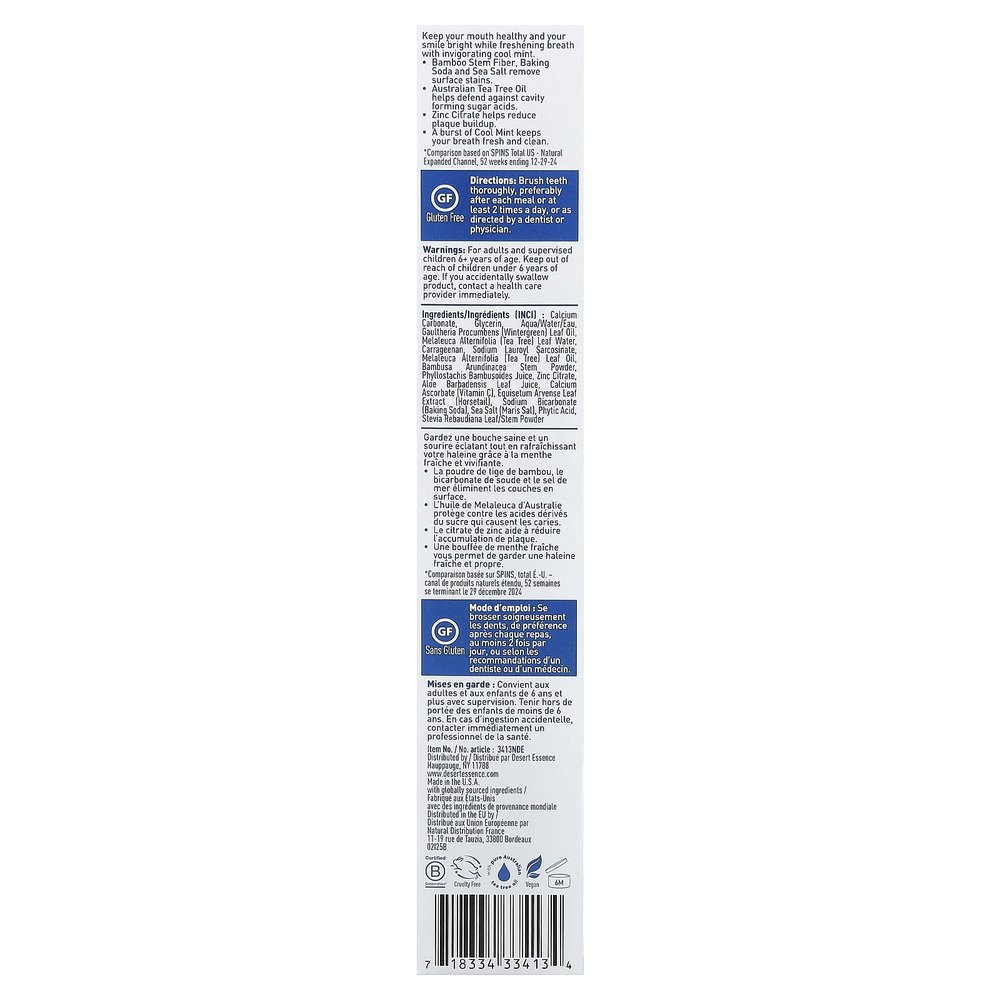 Keep your mouth healthy and your
smile bright while freshening breath
with invigorating cool mint.
• Bamboo Stem Fiber, Baking
Soda and Sea Salt remove
surface stains.
• Australian Tea Tree Oil
helps defend against cavity
forming sugar acids.
• Zinc Citrate helps reduce
plaque buildup.
• A burst of Cool Mint keeps
your breath fresh and clean.
*Comparison based on SPINS Total US - Natural
Expanded Channel, 52 weeks ending 12-29-24
GF
Gluten Free
Directions: Brush teeth
thoroughly, preferably
after each meal or at
least 2 times a day, or as
directed by a dentist or
physician.
Warnings: For adults and supervised
children 6+ years of age. Keep out of
reach of children under 6 years of
age. If you accidentally swallow
product, contact a health care
provider immediately.
Ingredients/Ingrédients (INCI) : Calcium
Carbonate, Glycerin, Aqua/Water/Eau,
Gaultheria Procumbens (Wintergreen) Leaf Oil,
Melaleuca Alternifolia (Tea Tree) Leaf Water,
Carrageenan, Sodium Lauroyl Sarcosinate,
Melaleuca Alternifolia (Tea Tree) Leaf Oil,
Bambusa Arundinacea Stem Powder,
Phyllostachis Bambusoides Juice, Zinc Citrate,
Aloe Barbadensis Leaf Juice, Calcium
Ascorbate (Vitamin C), Equisetum Arvense Leaf
Extract (Horsetail), Sodium Bicarbonate
(Baking Soda), Sea Salt (Maris Sal), Phytic Acid,
Stevia Rebaudiana Leaf/Stem Powder
Gardez une bouche saine et un
sourire éclatant tout en rafraîchissant
votre haleine grâce à la menthe
fraîche et vivifiante.
• La poudre de tige de bambou, le
bicarbonate de soude et le sel de
mer éliminent les couches en
surface.
• L'huile de Melaleuca d'Australie
protège contre les acides dérivés
du sucre qui causent les caries.
• Le citrate de zinc aide à réduire
l'accumulation de plaque.
• Une bouffée de menthe fraîche
vous permet de garder une haleine
fraîche et propre.
*Comparaison basée sur SPINS, total É.-U. –
canal de produits naturels étendu, 52 semaines
se terminant le 29 décembre 2024
GF
Sans Gluten
Mode d'emploi : Se
brosser soigneusement
les dents, de préférence
après chaque repas,
au moins 2 fois par
jour, ou selon les
recommandations d'un
dentiste ou d'un médecin.
Mises en garde : Convient aux
adultes et aux enfants de 6 ans et
plus avec supervision. Tenir hors de
portée des enfants de moins de 6
ans. En cas d'ingestion accidentelle,
contacter immédiatement un
professionnel de la santé.
Item No. / No. article : 3413NDE
Distributed by / Distribué par Desert Essence
Hauppauge, NY 11788
www.desertessence.com
Made in the U.S.A.
with globally sourced ingredients /
Fabriqué aux États-Unis
avec des ingrédients de provenance mondiale
Distributed in the EU by /
Distribué aux Union Européenne par
Natural Distribution France
11-19 rue de Tauzia, 33800 Bordeaux
02125B
Certified
B
Corporation
Cruelty Free
with pure Australian
tea tree oil
Vegan
6M
7 18334 33413 4